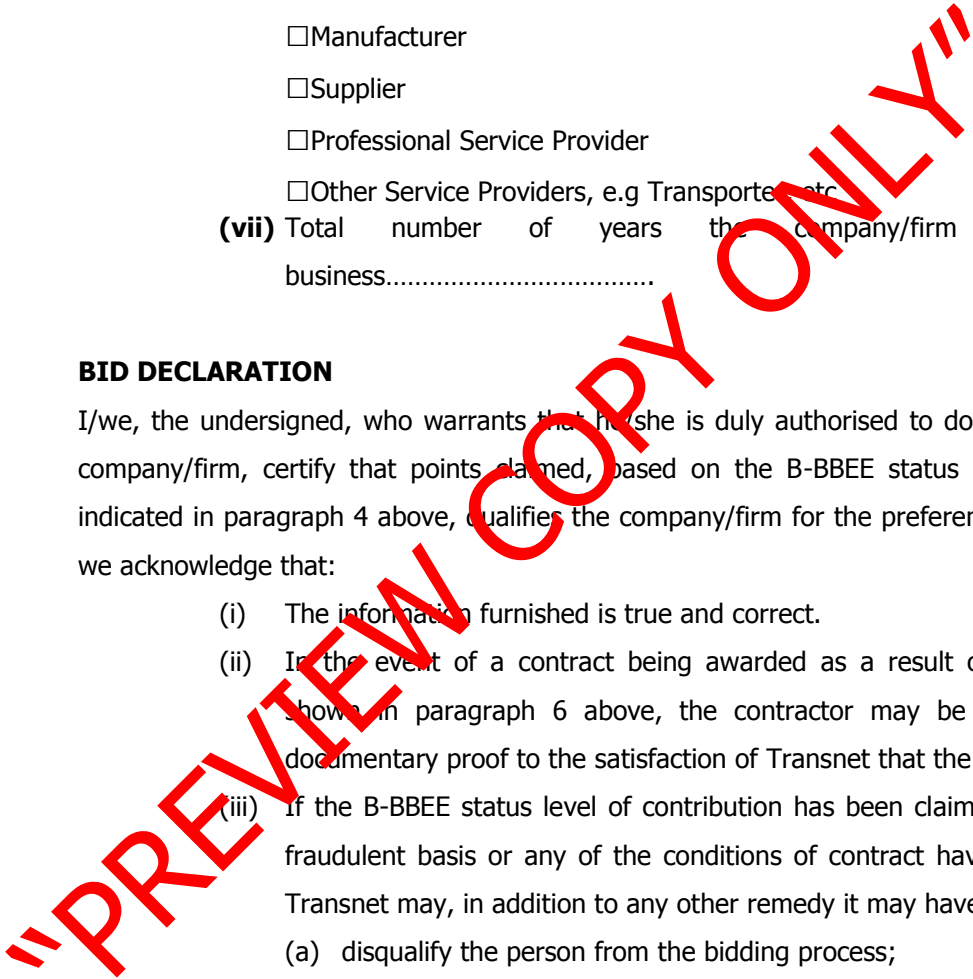 ☐Manufacturer
☐Supplier
☐Professional Service Provider
☐Other Service Providers, e.g Transporter, etc
(vii) Total number of years the company/firm
business……………………………….
BID DECLARATION
I/we, the undersigned, who warrants that he/she is duly authorised to do
company/firm, certify that points claimed, based on the B-BBEE status
indicated in paragraph 4 above, qualifies the company/firm for the preferen
we acknowledge that:
(i) The information furnished is true and correct.
(ii) In the event of a contract being awarded as a result o
shown in paragraph 6 above, the contractor may be
documentary proof to the satisfaction of Transnet that the
(iii) If the B-BBEE status level of contribution has been claim
fraudulent basis or any of the conditions of contract hav
Transnet may, in addition to any other remedy it may have
(a) disqualify the person from the bidding process;
“PREVIEW COPY ONLY”